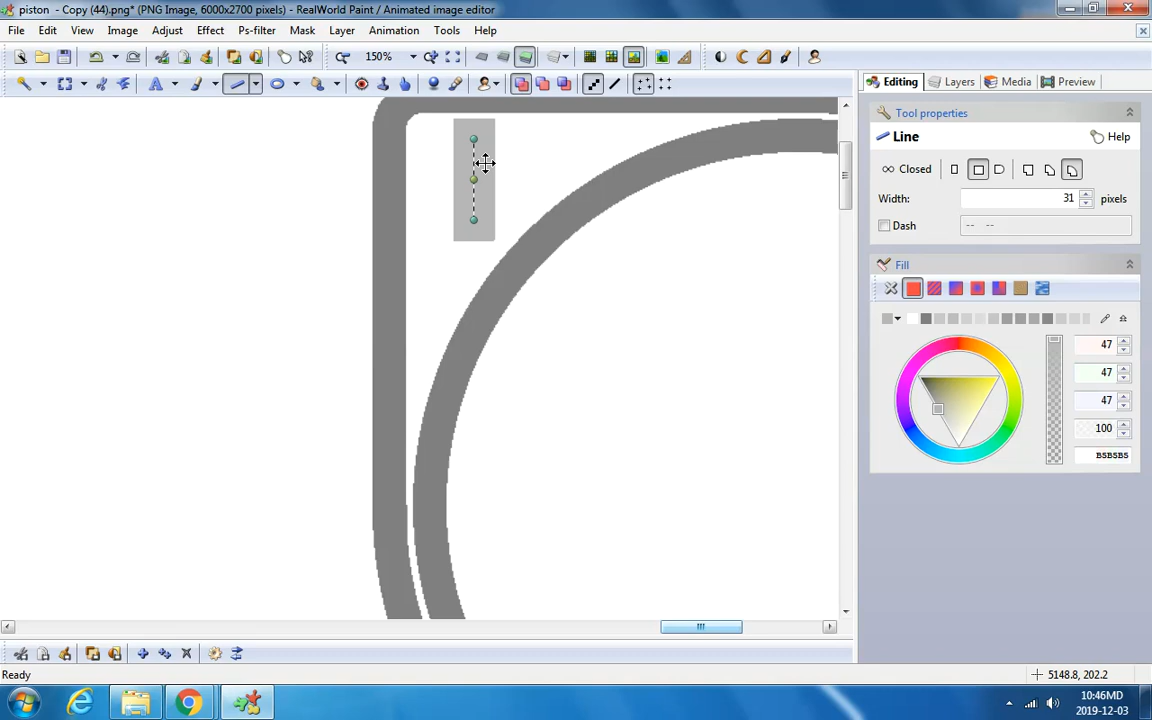 piston - Copy (44).png* (PNG Image, 6000x2700 pixels) - RealWorld Paint / Animated image editor
File Edit View Image Adjust Effect Ps-filter Mask Layer Animation Tools Help
150%
Editing Layers Media Preview
Tool properties
Line Help
Closed
Width: 31 pixels
Dash -- --
Fill
47
47
47
100
B5B5B5
Ready 5148.8, 202.2
10:46MD
2019-12-03